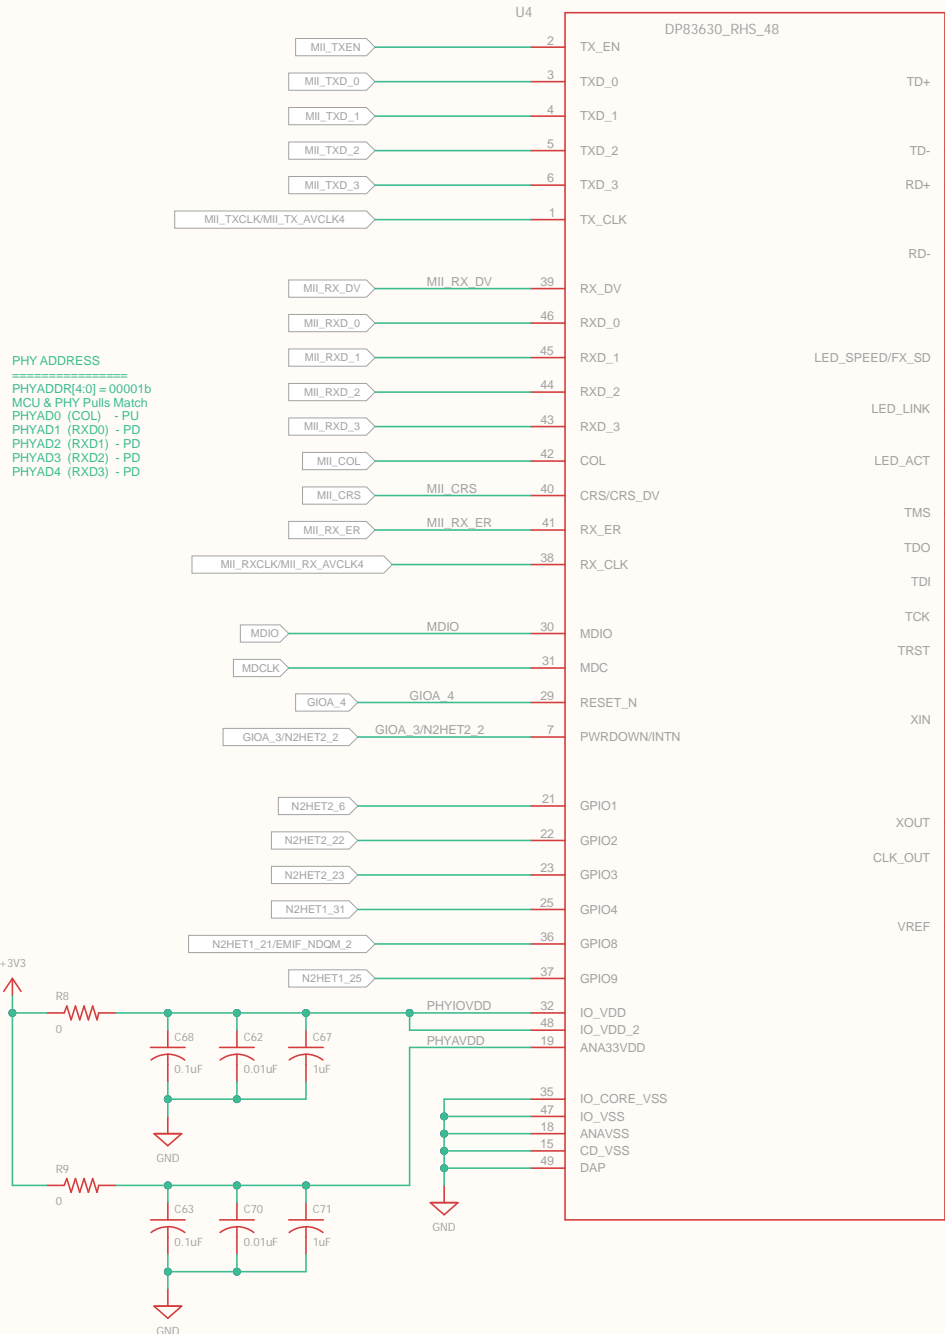 U4
DP83630_RHS_48
MII_TXEN 2 TX_EN
MII_TXD_0 3 TXD_0 TD+
MII_TXD_1 4 TXD_1
MII_TXD_2 5 TXD_2 TD-
MII_TXD_3 6 TXD_3 RD+
MII_TXCLK/MII_TX_AVCLK4 1 TX_CLK
RD-
MII_RX_DV MII_RX_DV 39 RX_DV
MII_RXD_0 46 RXD_0
MII_RXD_1 45 RXD_1 LED_SPEED/FX_SD
MII_RXD_2 44 RXD_2
LED_LINK
MII_RXD_3 43 RXD_3
MII_COL 42 COL LED_ACT
MII_CRS MII_CRS 40 CRS/CRS_DV
TMS
MII_RX_ER MII_RX_ER 41 RX_ER
TDO
MII_RXCLK/MII_RX_AVCLK4 38 RX_CLK
TDI
TCK
MDIO MDIO 30 MDIO
TRST
MDCLK 31 MDC
GIOA_4 GIOA_4 29 RESET_N
XIN
GIOA_3/N2HET2_2 GIOA_3/N2HET2_2 7 PWRDOWN/INTN
PHY ADDRESS
================
PHYADDR[4:0] = 00001b
MCU & PHY Pulls Match
PHYAD0 (COL) - PU
PHYAD1 (RXD0) - PD
PHYAD2 (RXD1) - PD
PHYAD3 (RXD2) - PD
PHYAD4 (RXD3) - PD
N2HET2_6 21 GPIO1
XOUT
N2HET2_22 22 GPIO2
CLK_OUT
N2HET2_23 23 GPIO3
N2HET1_31 25 GPIO4
VREF
N2HET1_21/EMIF_NDQM_2 36 GPIO8
N2HET1_25 37 GPIO9
+3V3
R8
0
PHYIOVDD 32 IO_VDD
48 IO_VDD_2
PHYAVDD 19 ANA33VDD
C68 C62 C67
0.1uF 0.01uF 1uF
GND
35 IO_CORE_VSS
47 IO_VSS
18 ANAVSS
15 CD_VSS
49 DAP
GND
R9
0
C63 C70 C71
0.1uF 0.01uF 1uF
GND